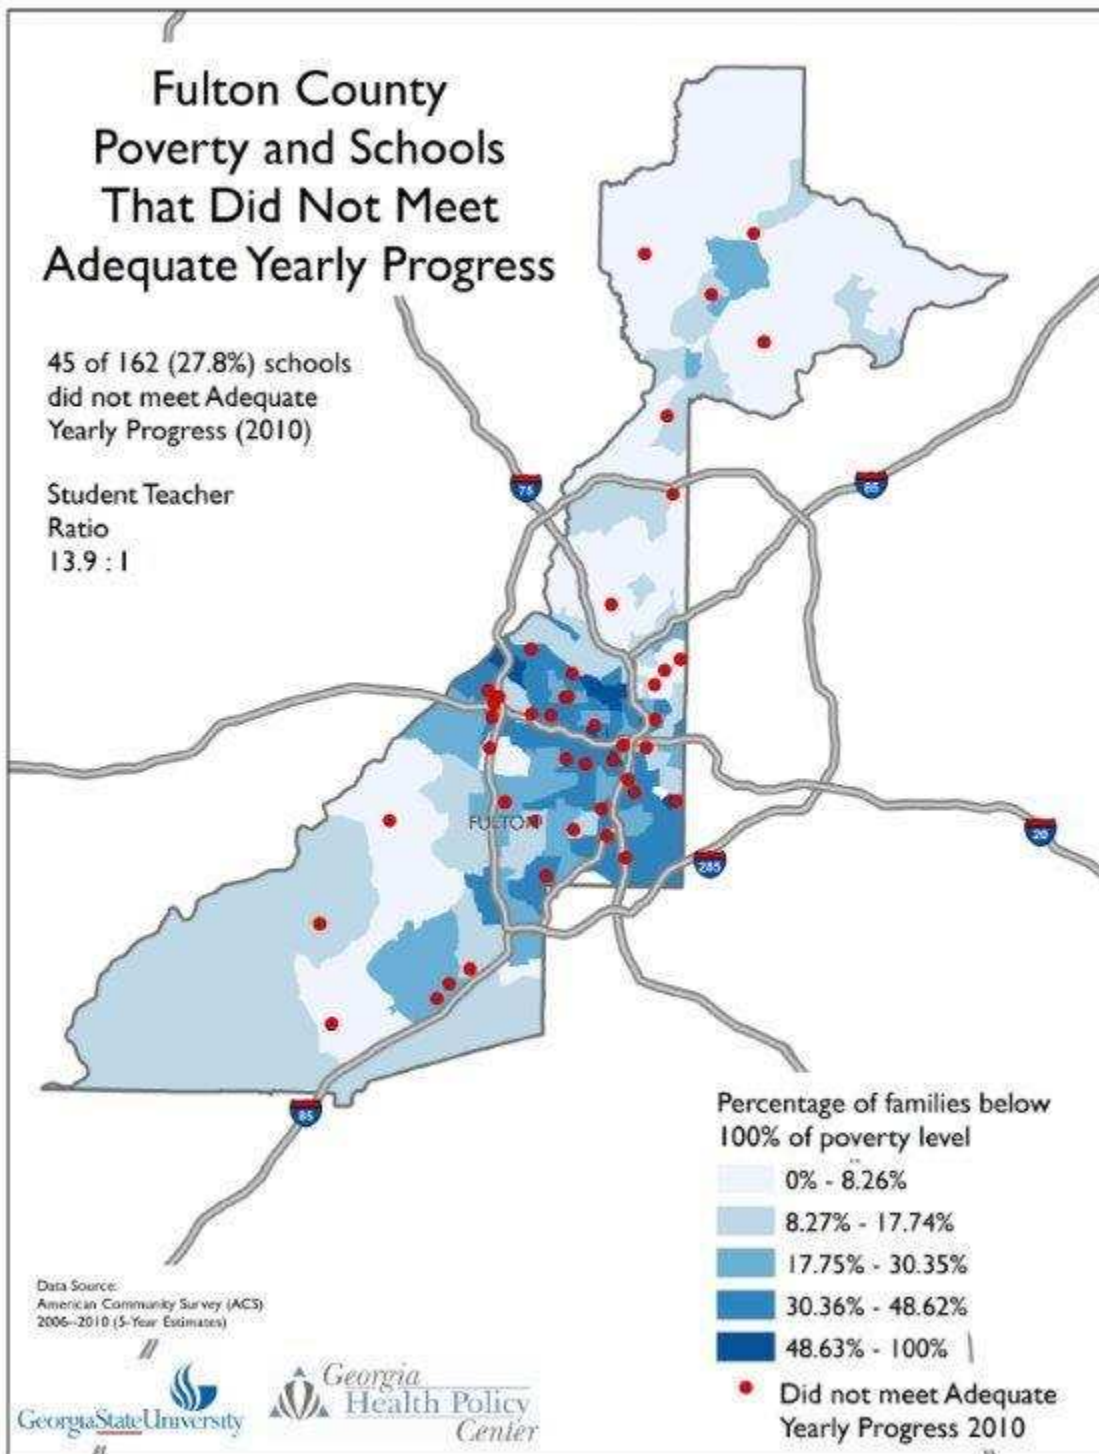 Fulton County
Poverty and Schools
That Did Not Meet
Adequate Yearly Progress
45 of 162 (27.8%) schools
did not meet Adequate
Yearly Progress (2010)
Student Teacher
Ratio
13.9 : 1
75
85
FULTON
20
285
85
Percentage of families below
100% of poverty level
0% - 8.26%
8.27% - 17.74%
17.75% - 30.35%
30.36% - 48.62%
48.63% - 100%
Did not meet Adequate
Yearly Progress 2010
Data Source:
American Community Survey (ACS)
2006--2010 (5-Year Estimates)
GeorgiaStateUniversity
Georgia
Health Policy
Center